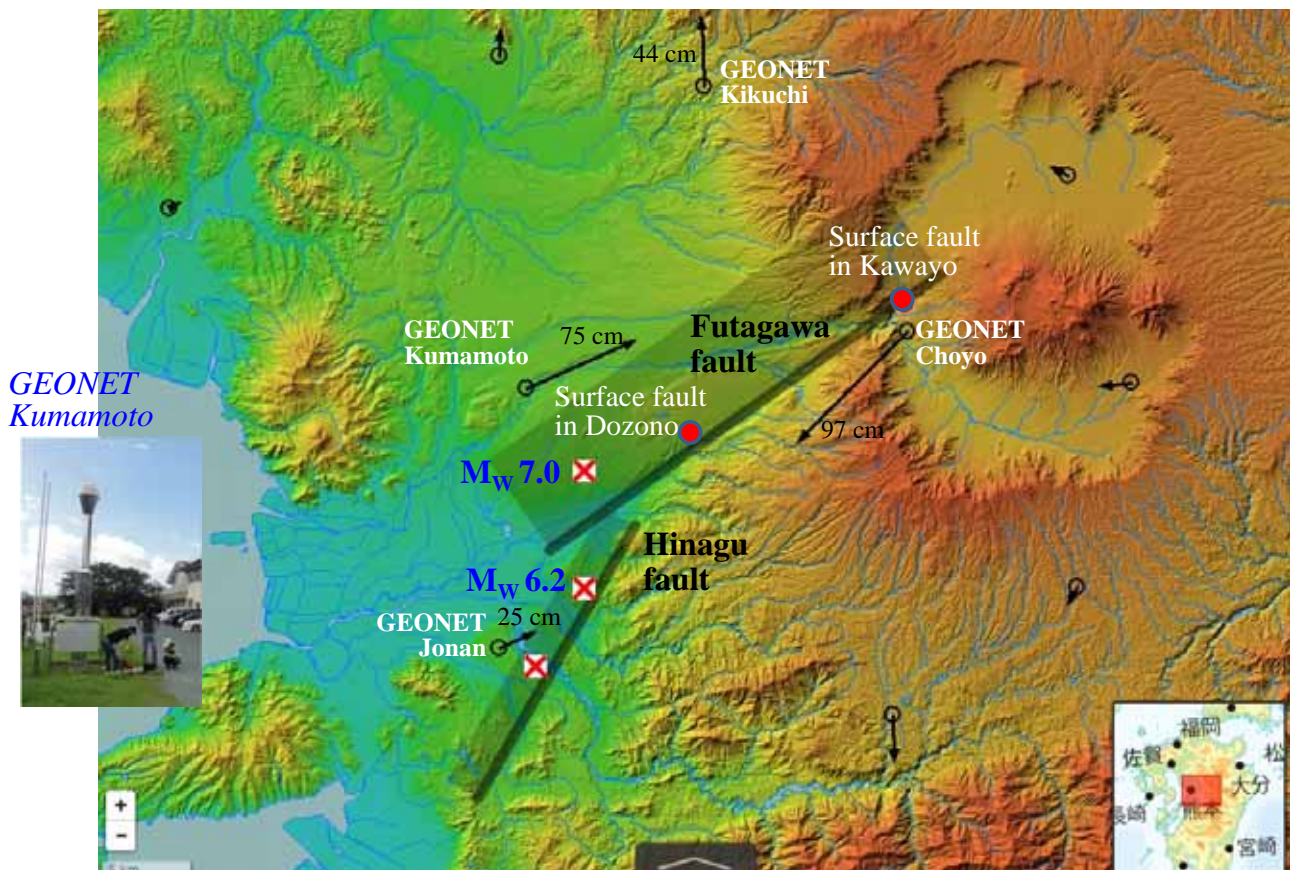 44 cm
GEONET
Kikuchi
Surface fault
in Kawayo
GEONET
Kumamoto
75 cm
Futagawa
fault
GEONET
Choyo
GEONET
Kumamoto
Surface fault
in Dozono
97 cm
MW 7.0
Hinagu
fault
MW 6.2
25 cm
GEONET
Jonan
+
−
福岡
佐賀
松
大分
長崎
熊本
宮崎